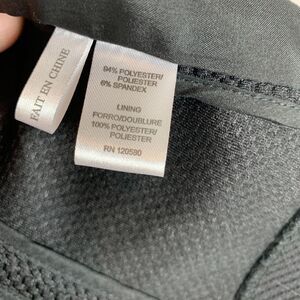 FAIT EN CHINE
94% POLYESTER/
POLIESTER
6% SPANDEX
LINING
FORRO/DOUBLURE
100% POLYESTER/
POLIESTER
RN 120580